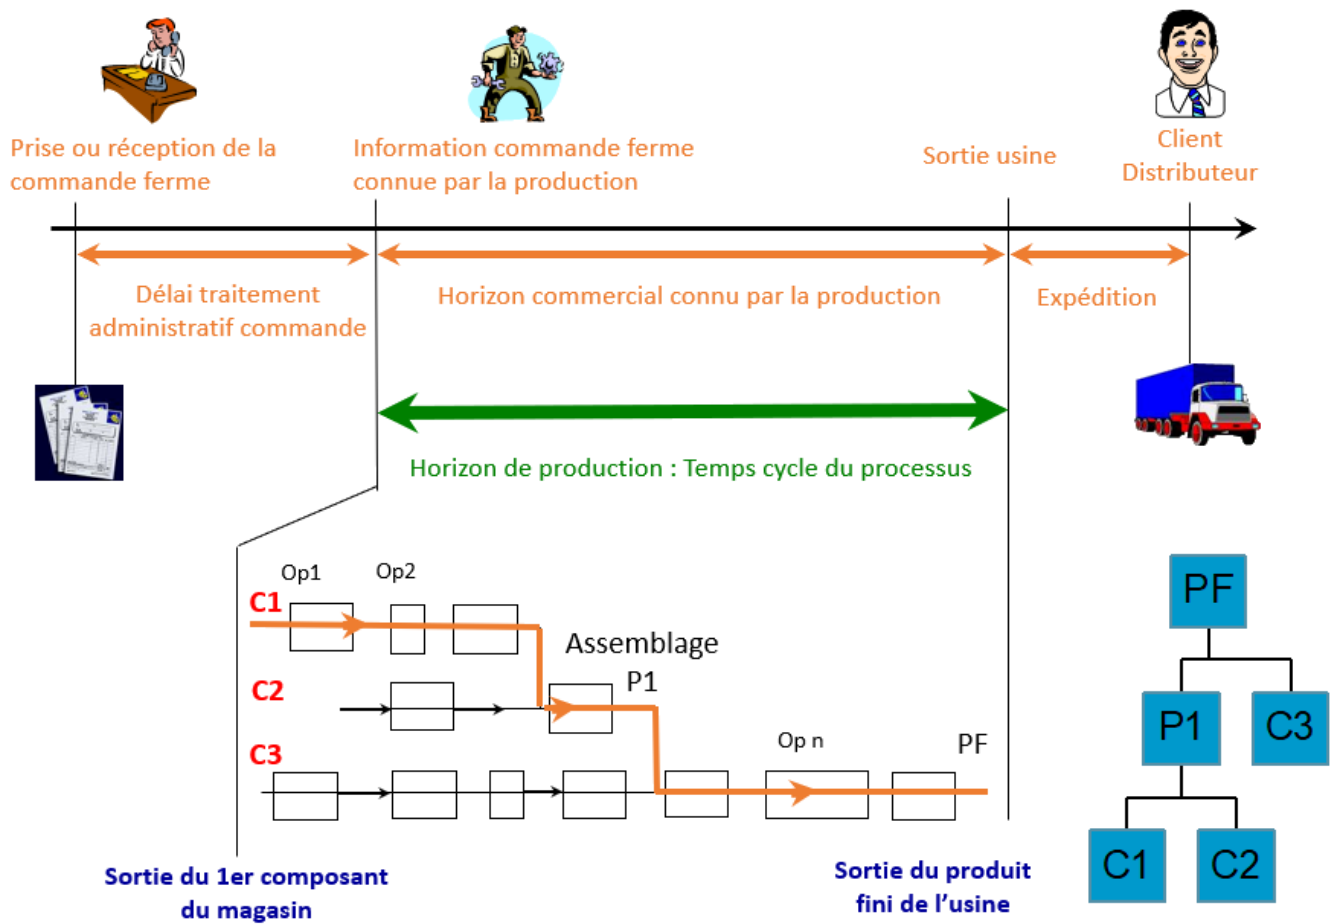 Prise ou réception de la
commande ferme
Information commande ferme
connue par la production
Sortie usine
Client
Distributeur
Délai traitement
administratif commande
Horizon commercial connu par la production
Expédition
Horizon de production : Temps cycle du processus
Op1
Op2
C1
Assemblage
P1
C2
C3
Op n
PF
Sortie du 1er composant
du magasin
Sortie du produit
fini de l'usine
PF
P1
C3
C1
C2